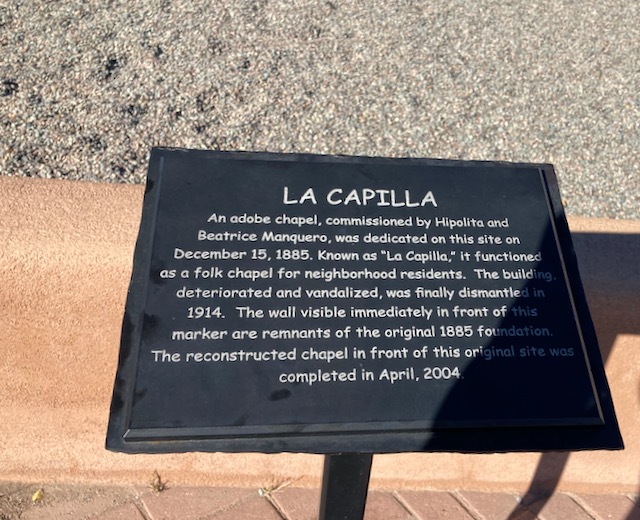 LA CAPILLA
An adobe chapel, commissioned by Hipolita and
Beatrice Manquero, was dedicated on this site on
December 15, 1885. Known as "La Capilla," it functioned
as a folk chapel for neighborhood residents. The building,
deteriorated and vandalized, was finally dismantled in
1914. The wall visible immediately in front of this
marker are remnants of the original 1885 foundation.
The reconstructed chapel in front of this original site was
completed in April, 2004.